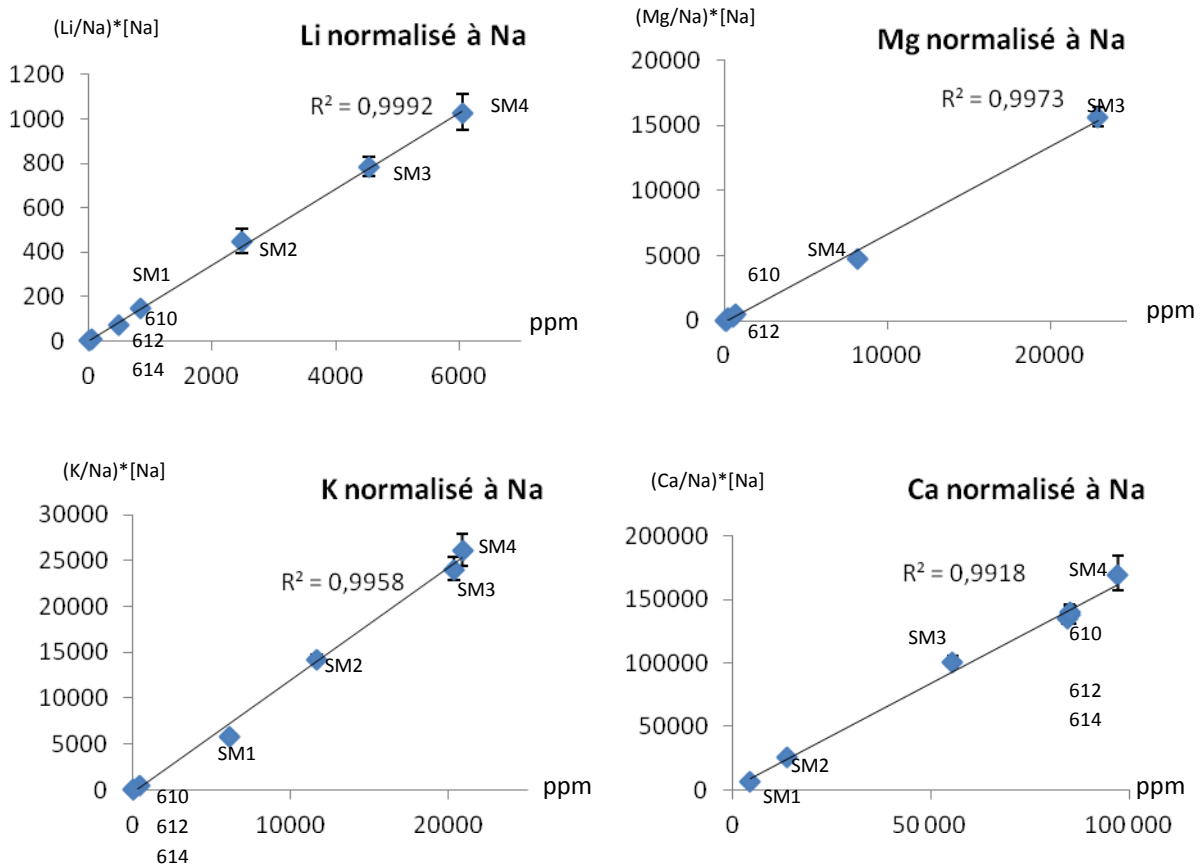 (Li/Na)*[Na]
Li normalisé à Na
1200
1000
800
600
400
200
0
R² = 0,9992
SM4
SM3
SM2
SM1
610
612
614
ppm
0 2000 4000 6000
(Mg/Na)*[Na]
Mg normalisé à Na
20000
15000
10000
5000
0
R² = 0,9973
SM3
SM4
610
612
ppm
0 10000 20000
(K/Na)*[Na]
K normalisé à Na
30000
25000
20000
15000
10000
5000
0
R² = 0,9958
SM4
SM3
SM2
SM1
610
612
614
ppm
0 10000 20000
(Ca/Na)*[Na]
Ca normalisé à Na
200000
150000
100000
50000
0
R² = 0,9918
SM4
SM3
610
612
614
SM2
SM1
ppm
0 50 000 100 000